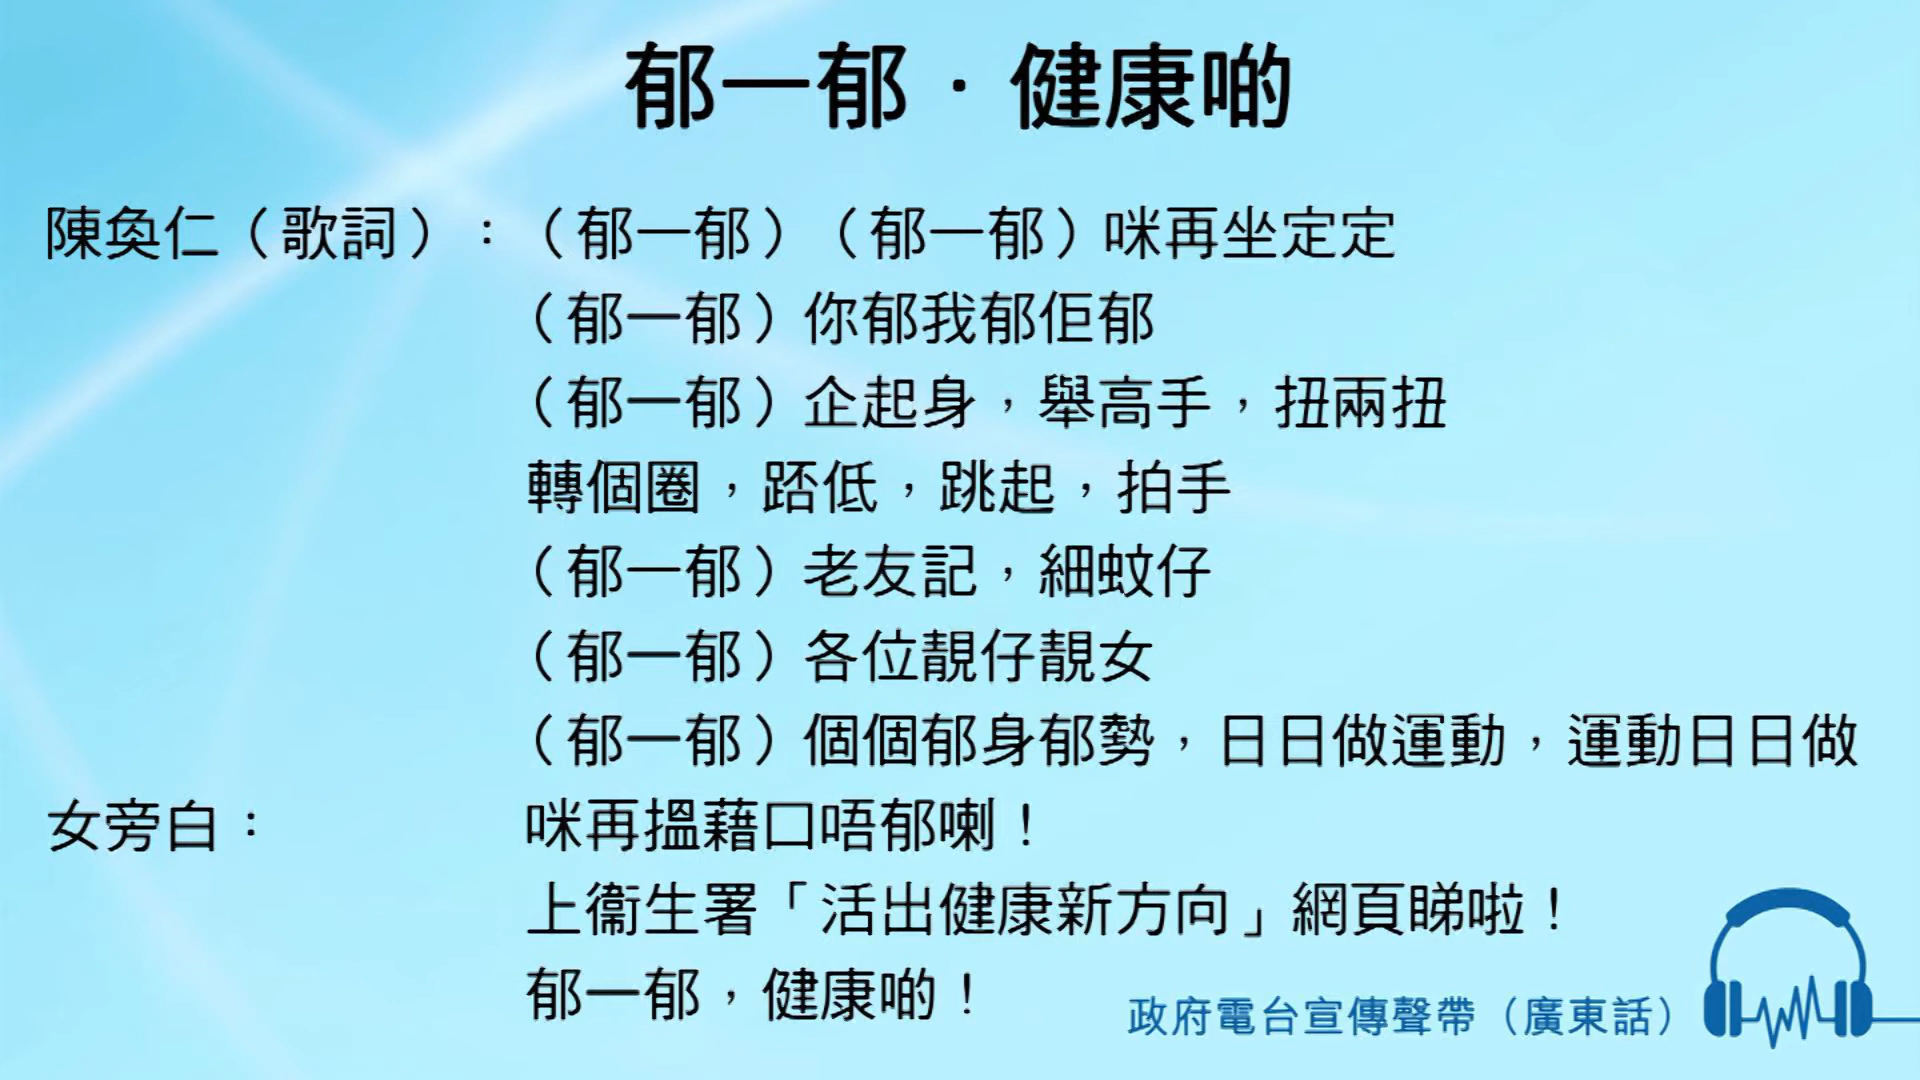 郁一郁．健康啲
陳奐仁（歌詞）：（郁一郁）（郁一郁）咪再坐定定
（郁一郁）你郁我郁佢郁
（郁一郁）企起身，舉高手，扭兩扭
轉個圈，踎低，跳起，拍手
（郁一郁）老友記，細蚊仔
（郁一郁）各位靚仔靚女
（郁一郁）個個郁身郁勢，日日做運動，運動日日做
女旁白：咪再搵藉口唔郁喇！
上衞生署「活出健康新方向」網頁睇啦！
郁一郁，健康啲！
政府電台宣傳聲帶（廣東話）